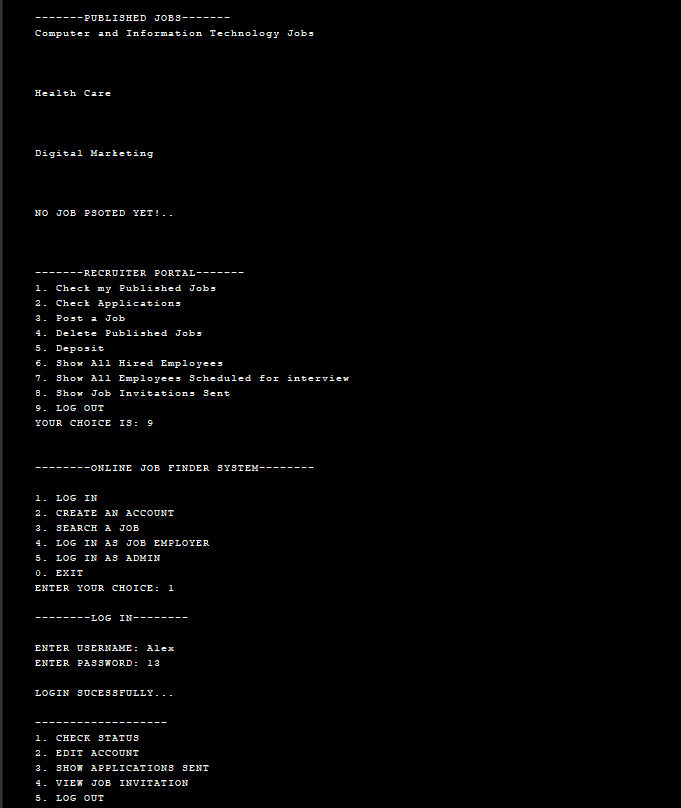 -------PUBLISHED JOBS-------
Computer and Information Technology Jobs
Health Care
Digital Marketing
NO JOB PSOTED YET!..
-------RECRUITER PORTAL-------
1. Check my Published Jobs
2. Check Applications
3. Post a Job
4. Delete Published Jobs
5. Deposit
6. Show All Hired Employees
7. Show All Employees Scheduled for interview
8. Show Job Invitations Sent
9. LOG OUT
YOUR CHOICE IS: 9
--------ONLINE JOB FINDER SYSTEM--------
1. LOG IN
2. CREATE AN ACCOUNT
3. SEARCH A JOB
4. LOG IN AS JOB EMPLOYER
5. LOG IN AS ADMIN
0. EXIT
ENTER YOUR CHOICE: 1
--------LOG IN--------
ENTER USERNAME: Alex
ENTER PASSWORD: 13
LOGIN SUCESSFULLY...
-------------------
1. CHECK STATUS
2. EDIT ACCOUNT
3. SHOW APPLICATIONS SENT
4. VIEW JOB INVITATION
5. LOG OUT